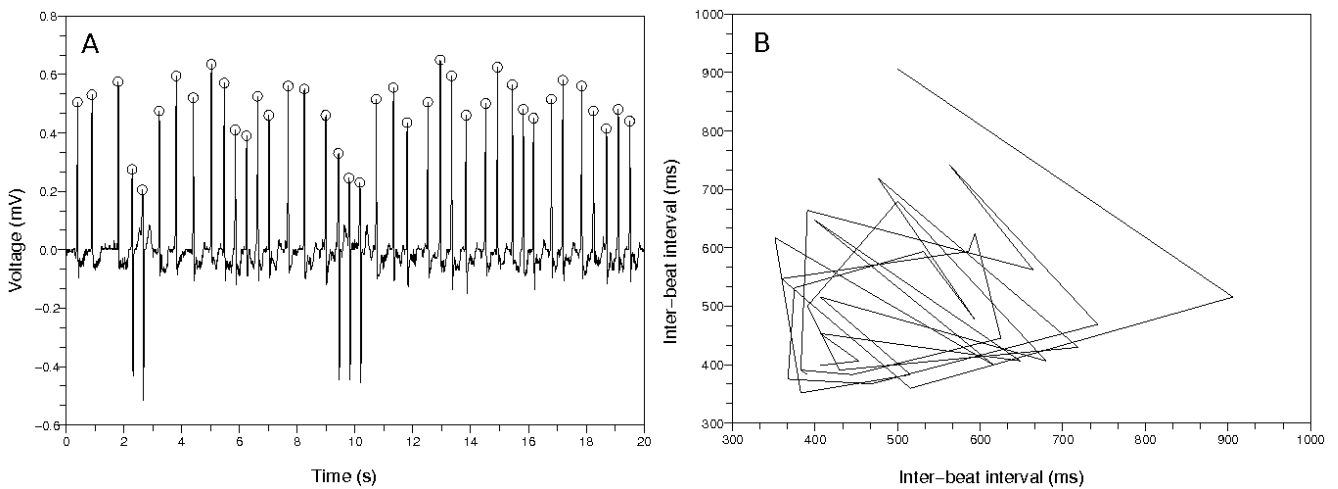 A
0.8
0.6
0.4
0.2
0.0
−0.2
−0.4
−0.6
0 2 4 6 8 10 12 14 16 18 20
Voltage (mV)
Time (s)
B
1000
900
800
700
600
500
400
300
300 400 500 600 700 800 900 1000
Inter−beat interval (ms)
Inter−beat interval (ms)